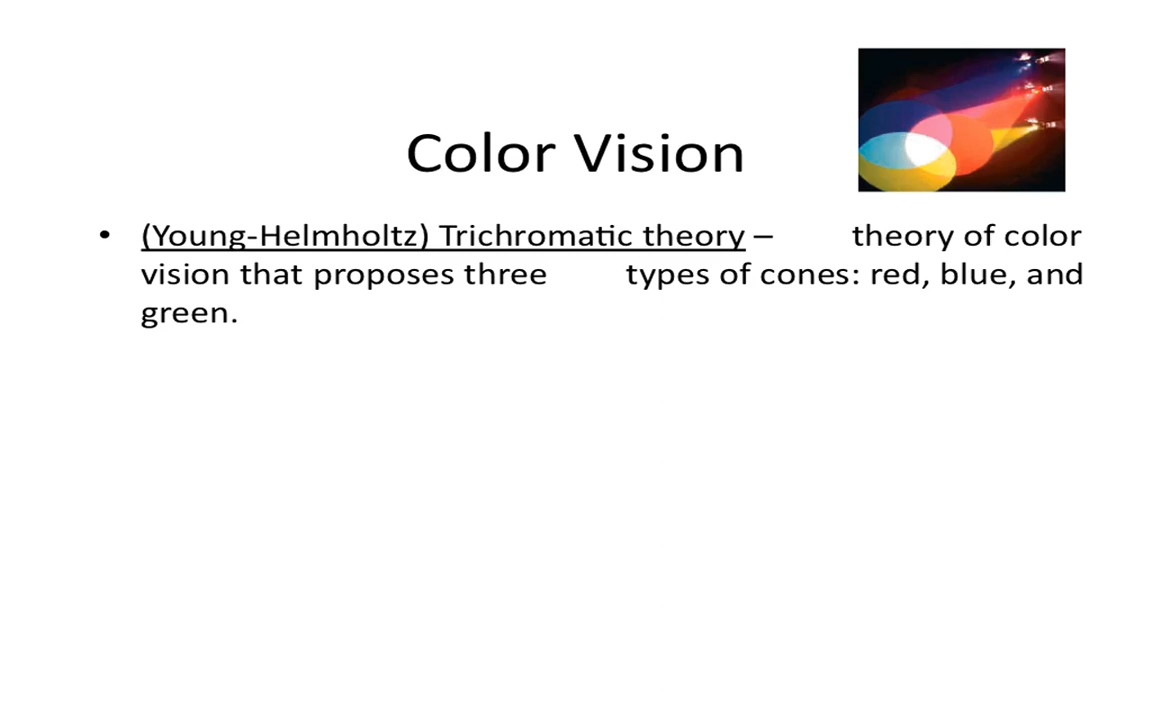 Color Vision
• (Young-Helmholtz) Trichromatic theory – theory of color
vision that proposes three types of cones: red, blue, and
green.